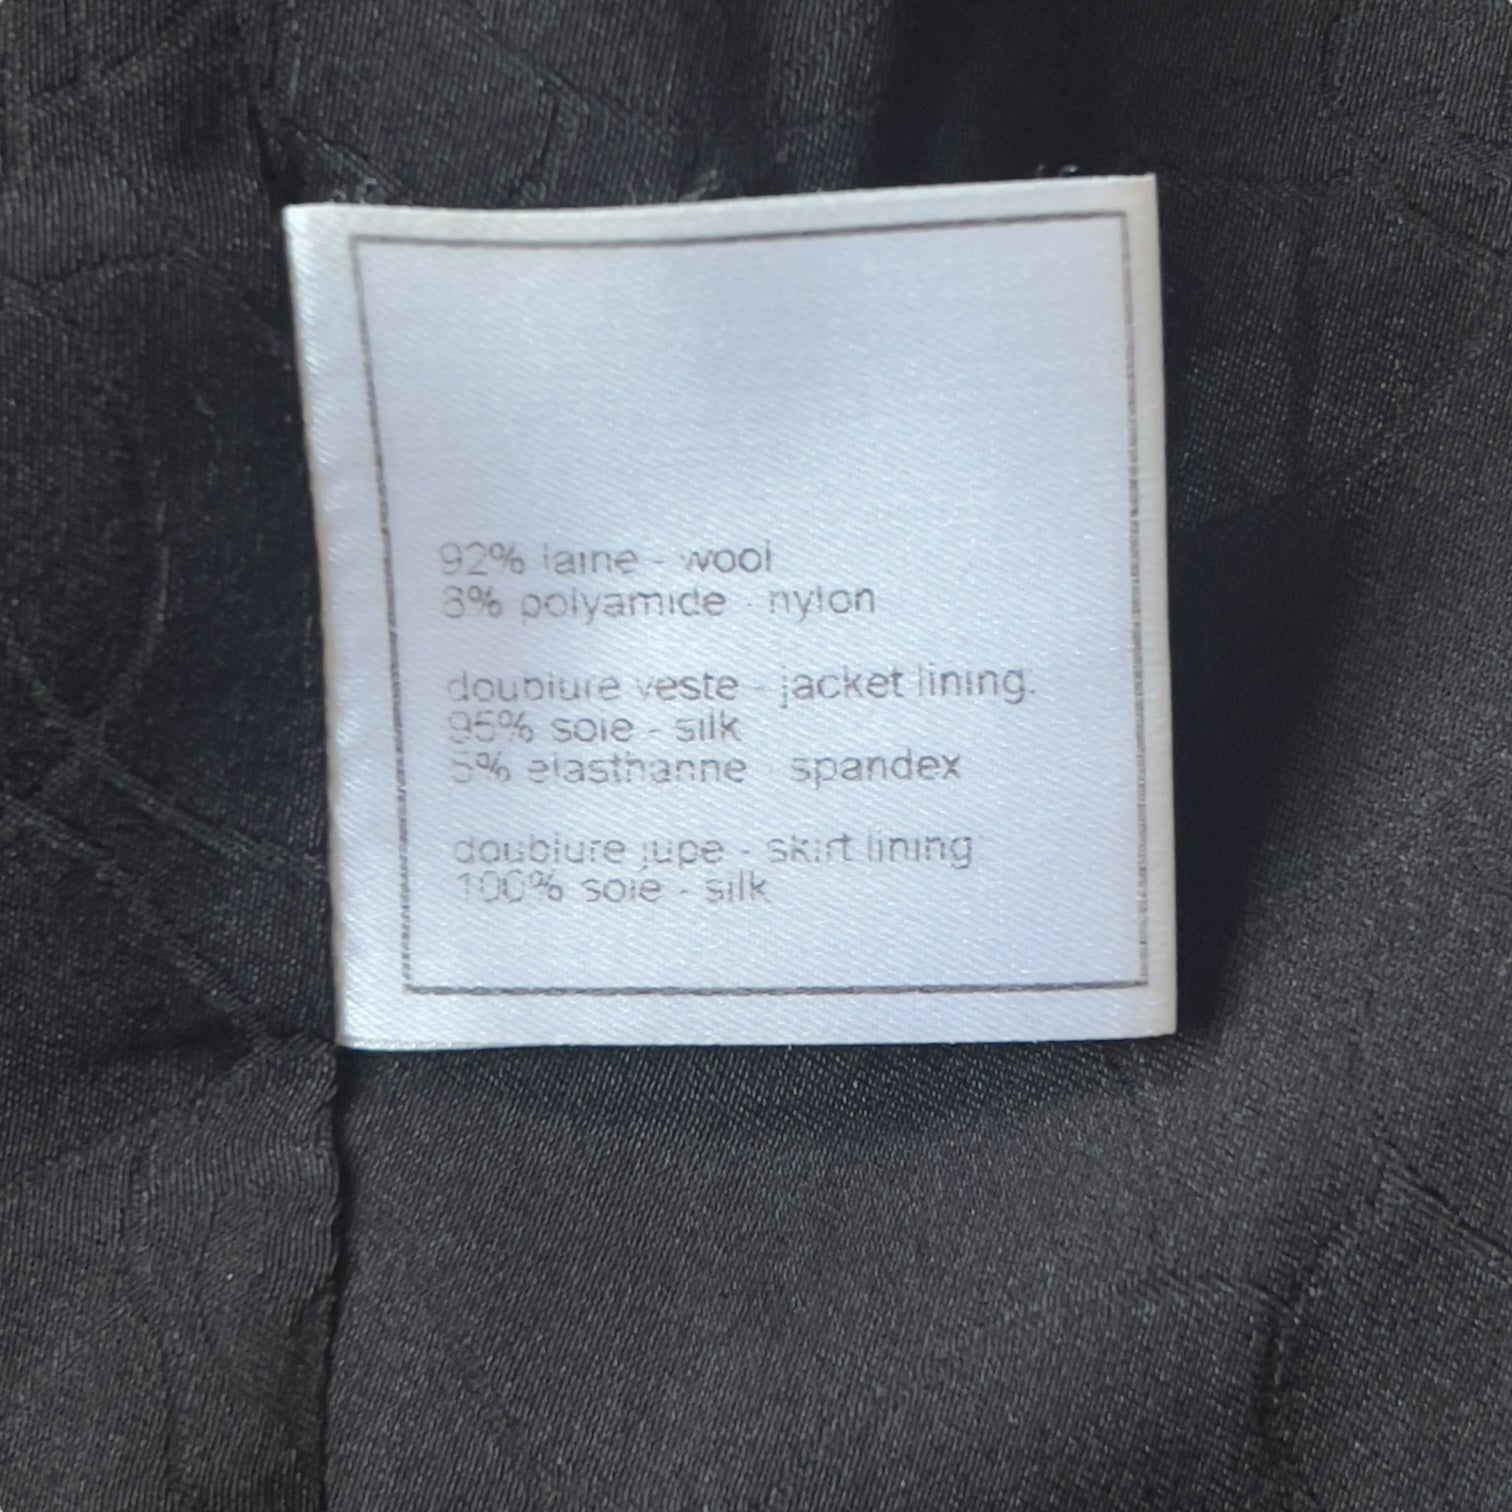 92% laine - wool
8% polyamide - nylon
doublure veste - jacket lining:
95% soie - silk
5% elasthanne - spandex
doublure jupe - skirt lining
100% soie - silk